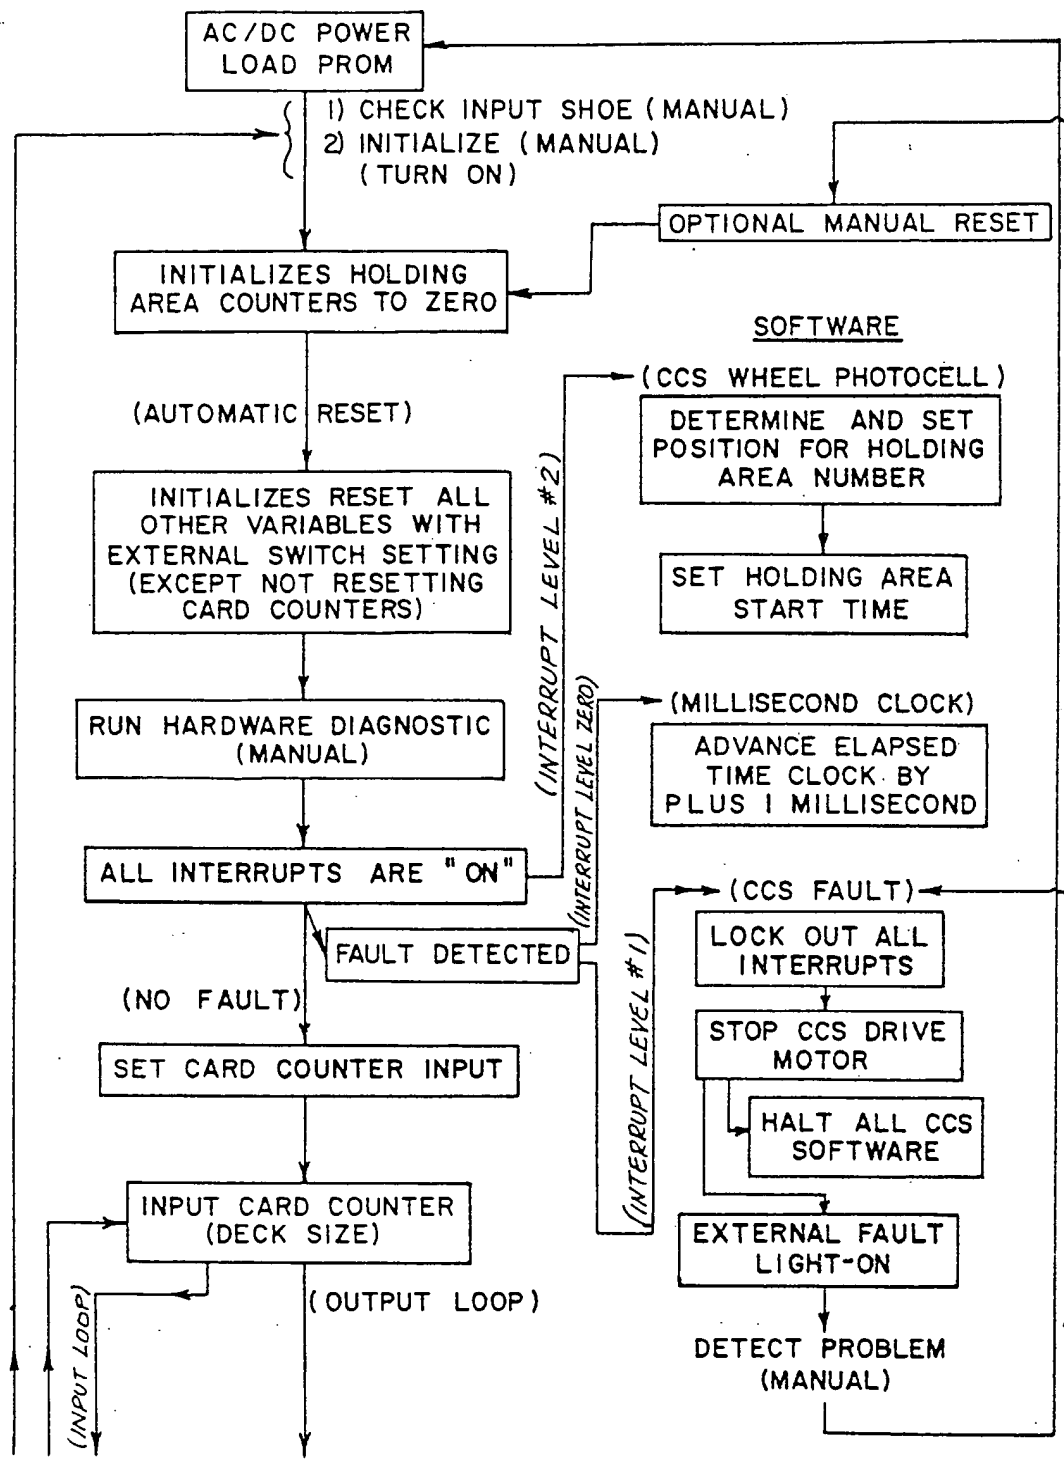 AC/DC POWER
LOAD PROM
1) CHECK INPUT SHOE (MANUAL)
2) INITIALIZE (MANUAL)
(TURN ON)
OPTIONAL MANUAL RESET
INITIALIZES HOLDING
AREA COUNTERS TO ZERO
SOFTWARE
(AUTOMATIC RESET)
(CCS WHEEL PHOTOCELL)
DETERMINE AND SET
POSITION FOR HOLDING
AREA NUMBER
INITIALIZES RESET ALL
OTHER VARIABLES WITH
EXTERNAL SWITCH SETTING
(EXCEPT NOT RESETTING
CARD COUNTERS)
(INTERRUPT LEVEL #2)
SET HOLDING AREA
START TIME
RUN HARDWARE DIAGNOSTIC
(MANUAL)
(INTERRUPT LEVEL ZERO)
(MILLISECOND CLOCK)
ADVANCE ELAPSED
TIME CLOCK BY
PLUS 1 MILLISECOND
ALL INTERRUPTS ARE "ON"
FAULT DETECTED
(NO FAULT)
(INTERRUPT LEVEL #1)
(CCS FAULT)
LOCK OUT ALL
INTERRUPTS
STOP CCS DRIVE
MOTOR
HALT ALL CCS
SOFTWARE
SET CARD COUNTER INPUT
INPUT CARD COUNTER
(DECK SIZE)
EXTERNAL FAULT
LIGHT-ON
(INPUT LOOP)
(OUTPUT LOOP)
DETECT PROBLEM
(MANUAL)